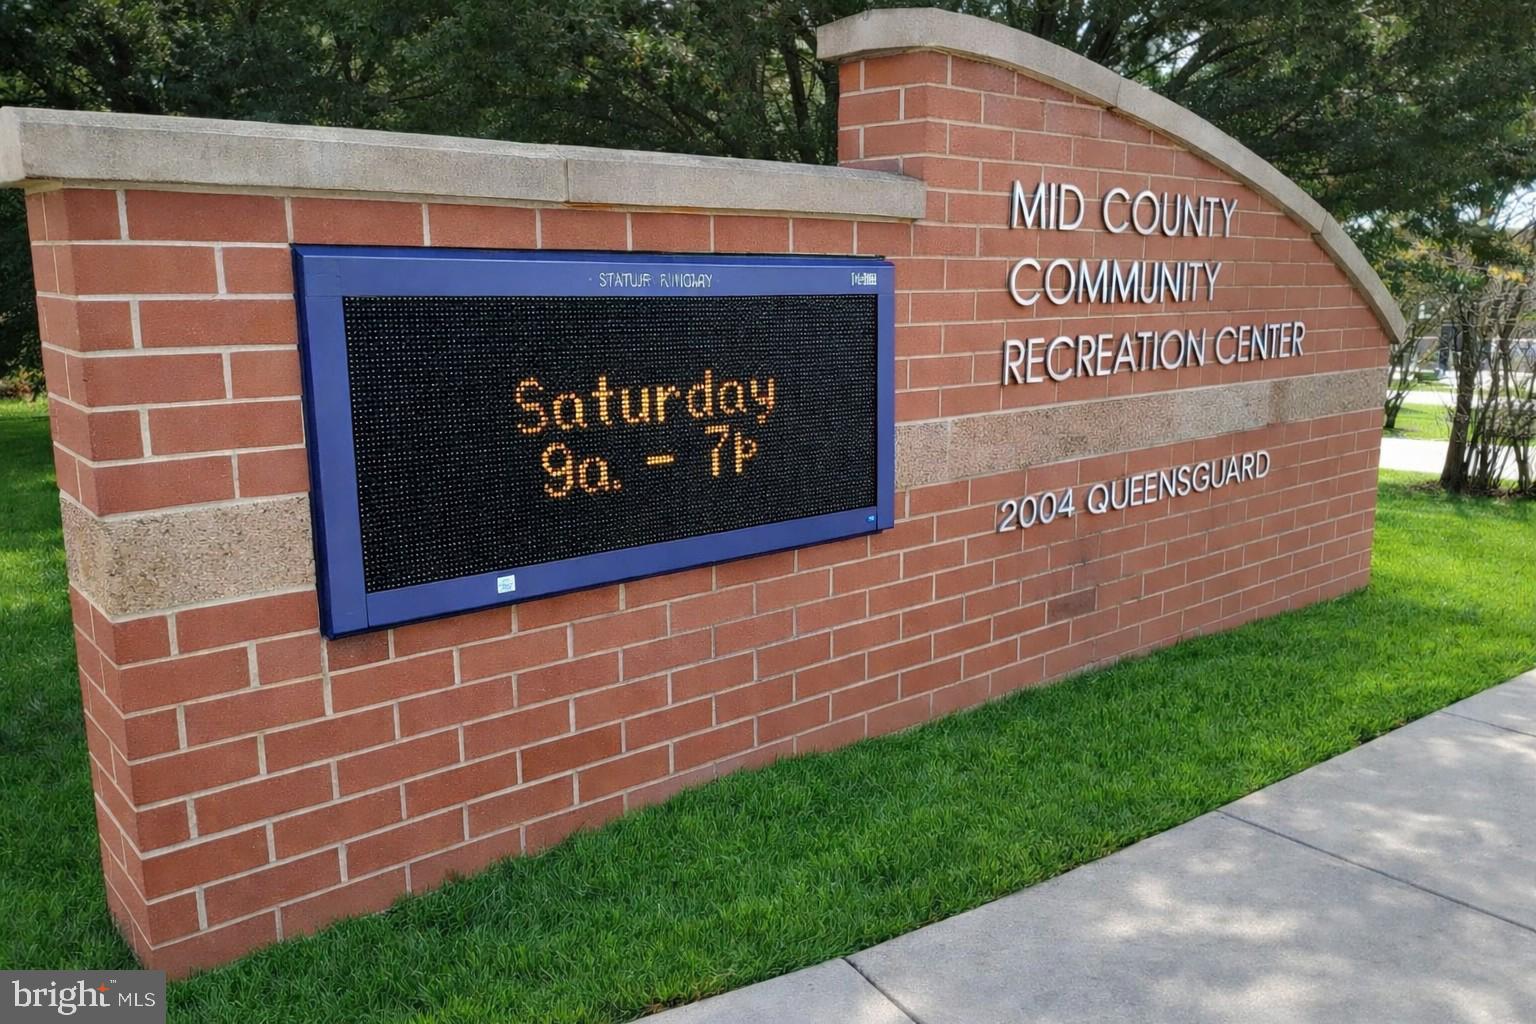 MID COUNTY
COMMUNITY
RECREATION CENTER
2004 QUEENSGUARD
Saturday
9a. - 7p
bright MLS